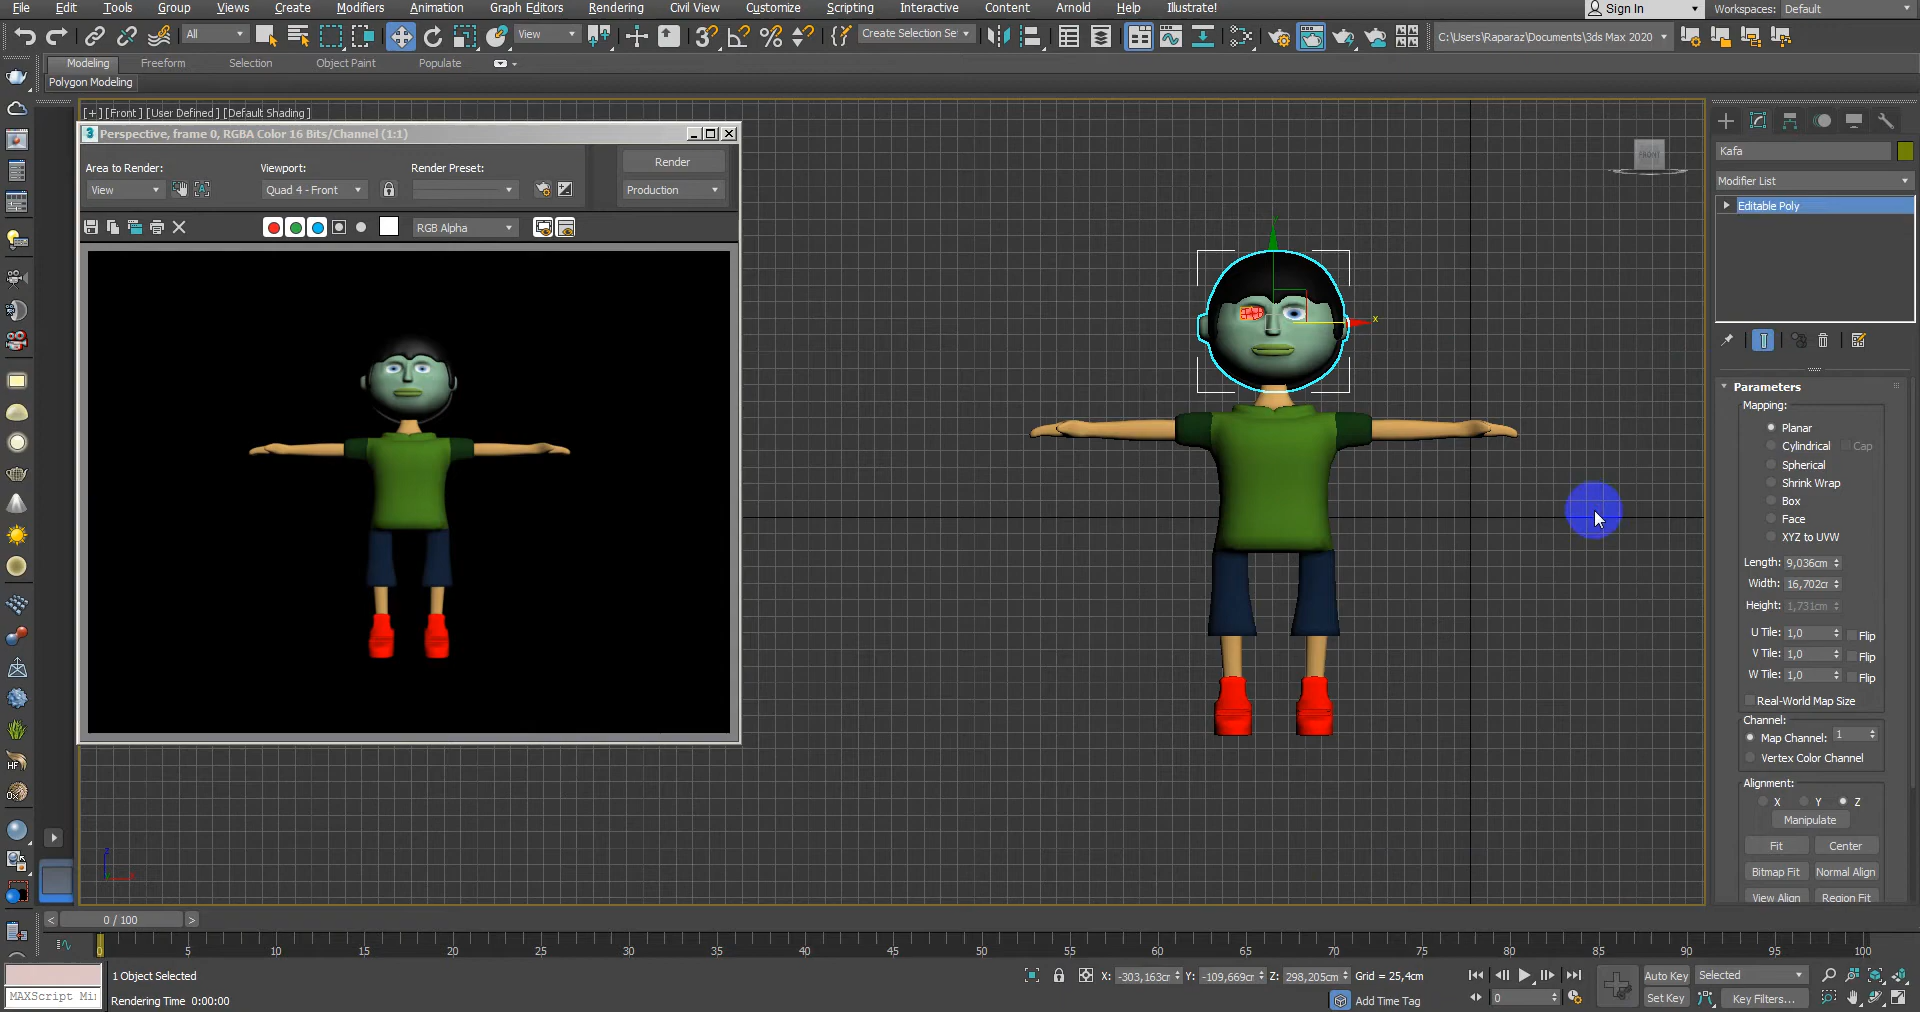 File Edit Tools Group Views Create Modifiers Animation Graph Editors Rendering Civil View Customize Scripting Interactive Content Arnold Help Illustrate! Sign In Workspaces: Default
All View Create Selection Se C:\Users\Raparaz\Documents\3ds Max 2020
Modeling Freeform Selection Object Paint Populate
Polygon Modeling
[+] [Front] [User Defined] [Default Shading]
3 Perspective, frame 0, RGBA Color 16 Bits/Channel (1:1)
Area to Render: Viewport: Render Preset: Render
View Quad 4 - Front Production
RGB Alpha
FRONT
x
Kafa
Modifier List
Editable Poly
Parameters
Mapping:
Planar
Cylindrical Cap
Spherical
Shrink Wrap
Box
Face
XYZ to UVW
Length: 9,036cm
Width: 16,702cr
Height: 1,731cm
U Tile: 1,0 Flip
V Tile: 1,0 Flip
W Tile: 1,0 Flip
Real-World Map Size
Channel:
Map Channel: 1
Vertex Color Channel
Alignment:
X Y Z
Manipulate
Fit Center
Bitmap Fit Normal Align
View Align Region Fit
HF
0 / 100
0 5 10 15 20 25 30 35 40 45 50 55 60 65 70 75 80 85 90 95 100
1 Object Selected X: -303,163cr Y: -109,669cr Z: 298,205cm Grid = 25,4cm Auto Key Selected
MAXScript Mi Rendering Time 0:00:00 Add Time Tag 0 Set Key Key Filters...